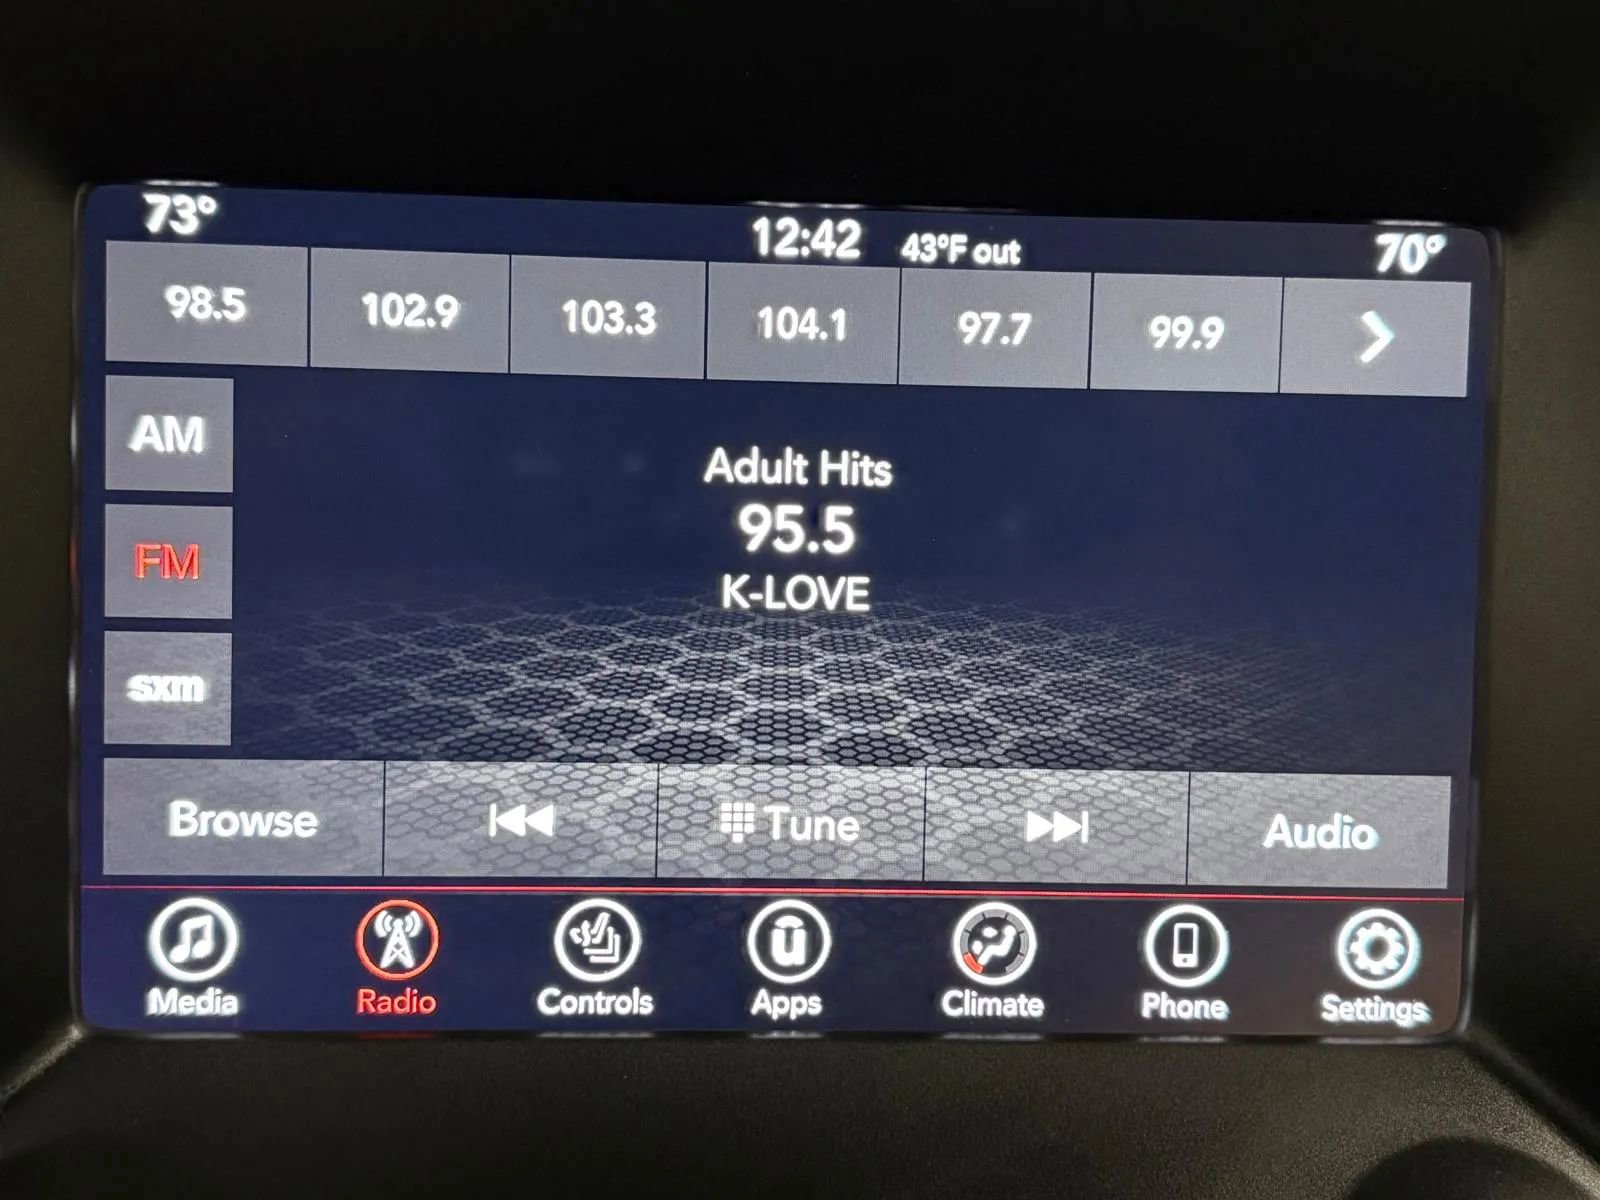 73° 12:42 43°F out 70°
98.5 102.9 103.3 104.1 97.7 99.9
AM
Adult Hits
95.5
FM
K-LOVE
sxm
Browse Tune Audio
u
Media Radio Controls Apps Climate Phone Settings